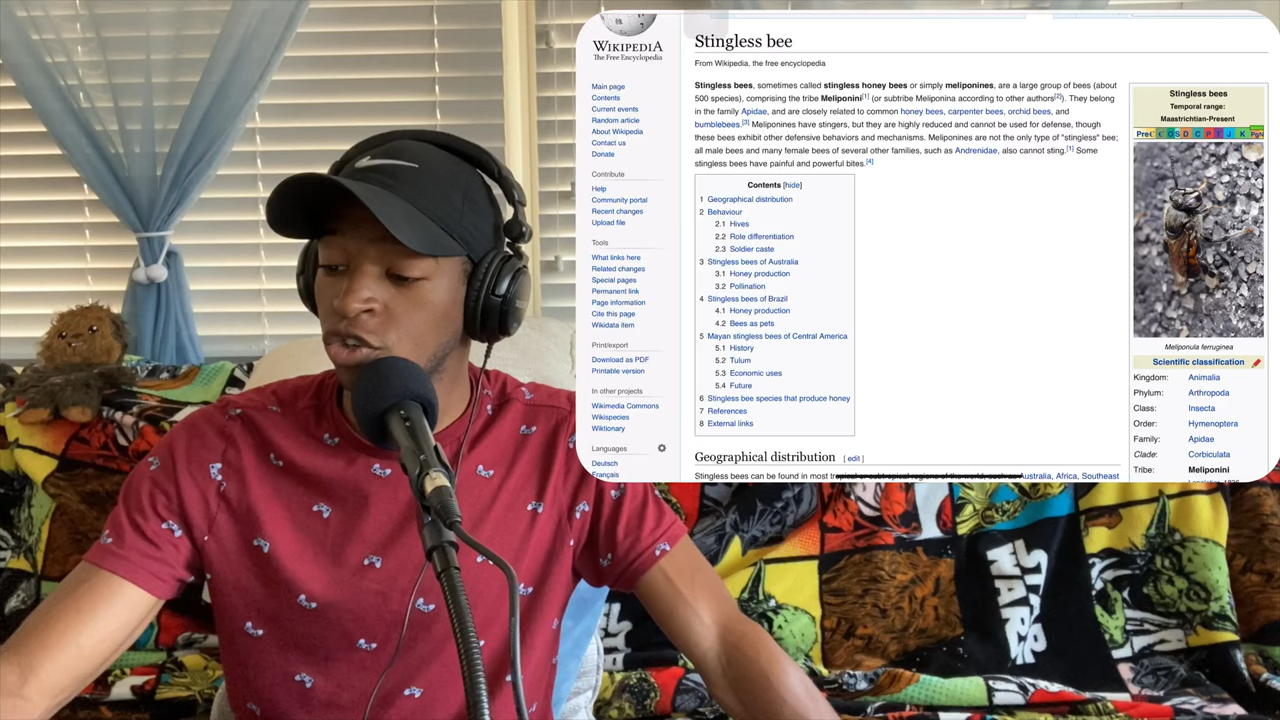 WIKIPEDIA
The Free Encyclopedia
Main page
Contents
Current events
Random article
About Wikipedia
Contact us
Donate
Contribute
Help
Community portal
Recent changes
Upload file
Tools
What links here
Related changes
Special pages
Permanent link
Page information
Cite this page
Wikidata item
Print/export
Download as PDF
Printable version
In other projects
Wikimedia Commons
Wikispecies
Wiktionary
Languages
Deutsch
Français
Stingless bee
From Wikipedia, the free encyclopedia
Stingless bees, sometimes called stingless honey bees or simply meliponines, are a large group of bees (about
500 species), comprising the tribe Meliponini[1] (or subtribe Meliponina according to other authors[2]). They belong
in the family Apidae, and are closely related to common honey bees, carpenter bees, orchid bees, and
bumblebees.[3] Meliponines have stingers, but they are highly reduced and cannot be used for defense, though
these bees exhibit other defensive behaviors and mechanisms. Meliponines are not the only type of "stingless" bee;
all male bees and many female bees of several other families, such as Andrenidae, also cannot sting.[1] Some
stingless bees have painful and powerful bites.[4]
Contents [hide]
1 Geographical distribution
2 Behaviour
2.1 Hives
2.2 Role differentiation
2.3 Soldier caste
3 Stingless bees of Australia
3.1 Honey production
3.2 Pollination
4 Stingless bees of Brazil
4.1 Honey production
4.2 Bees as pets
5 Mayan stingless bees of Central America
5.1 History
5.2 Tulum
5.3 Economic uses
5.4 Future
6 Stingless bee species that produce honey
7 References
8 External links
Geographical distribution [ edit ]
Stingless bees can be found in most tropical or subtropical regions of the world, such as Australia, Africa, Southeast
Stingless bees
Temporal range:
Maastrichtian-Present
PreЄ Є O S D C P T J K PgN
Meliponula ferruginea
Scientific classification
Kingdom: Animalia
Phylum: Arthropoda
Class: Insecta
Order: Hymenoptera
Family: Apidae
Clade: Corbiculata
Tribe: Meliponini
STAR
WARS